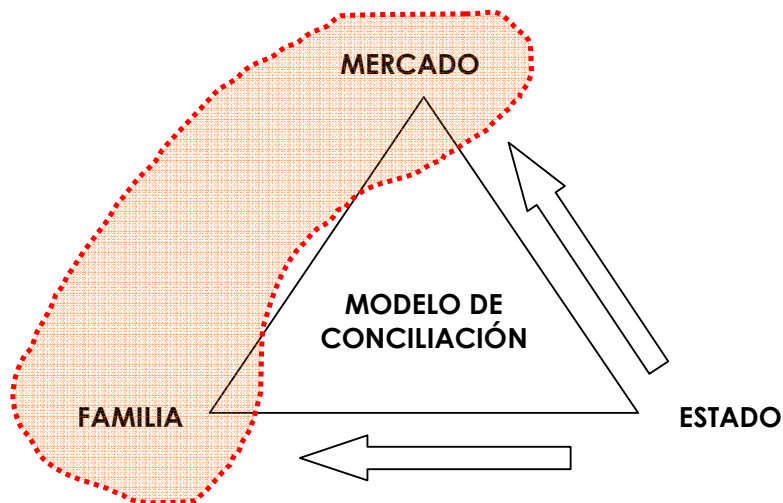 MERCADO
MODELO DE
CONCILIACIÓN
FAMILIA
ESTADO